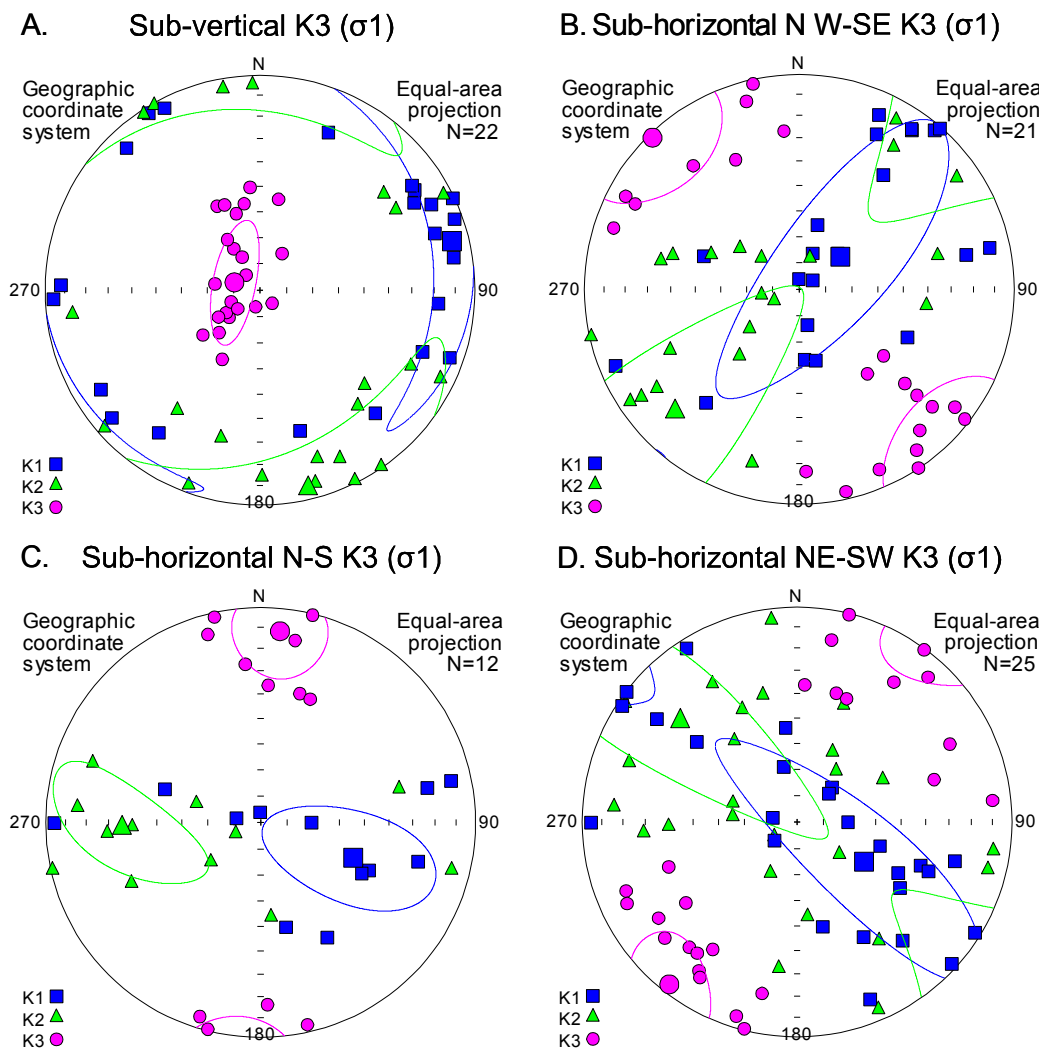 A. Sub-vertical K3 (σ1)
N
Geographic
coordinate
system
Equal-area
projection
N=22
270
90
K1
K2
K3
180
B. Sub-horizontal N W-SE K3 (σ1)
N
Geographic
coordinate
system
Equal-area
projection
N=21
270
90
K1
K2
K3
180
C. Sub-horizontal N-S K3 (σ1)
N
Geographic
coordinate
system
Equal-area
projection
N=12
270
90
K1
K2
K3
180
D. Sub-horizontal NE-SW K3 (σ1)
N
Geographic
coordinate
system
Equal-area
projection
N=25
270
90
K1
K2
K3
180